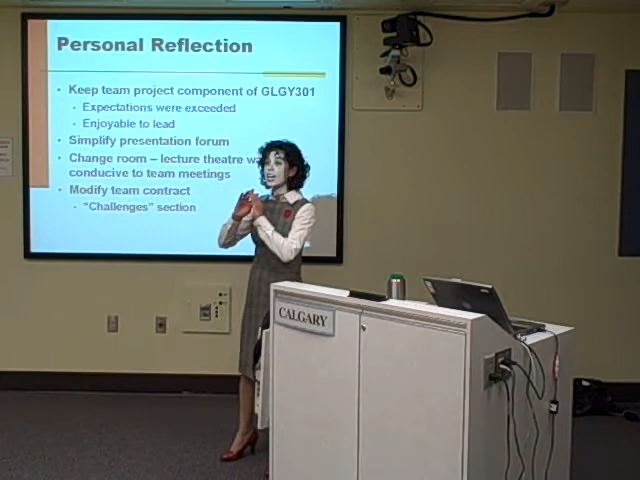 Personal Reflection
• Keep team project component of GLGY301
• Expectations were exceeded
• Enjoyable to lead
• Simplify presentation forum
• Change room – lecture theatre
conducive to team meetings
• Modify team contract
• “Challenges” section
CALGARY